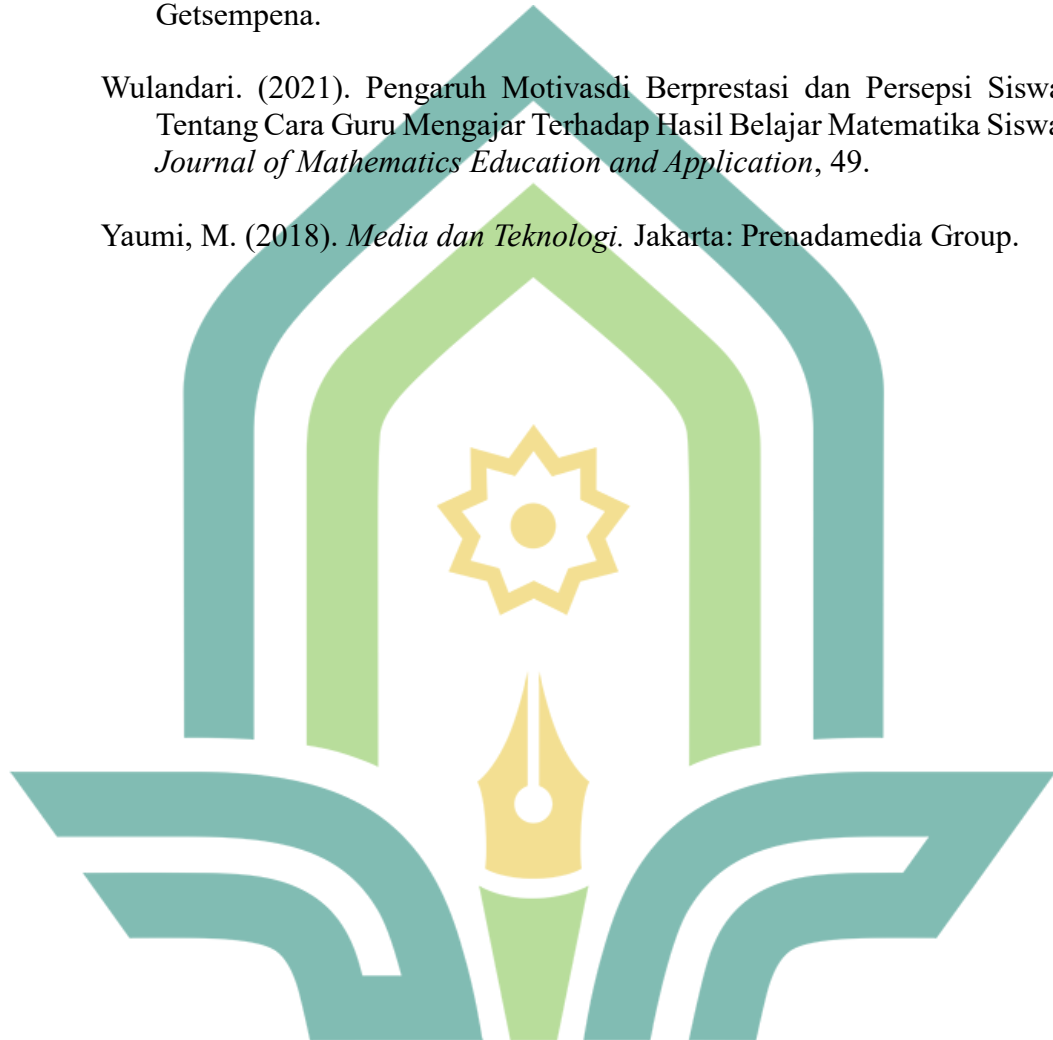 Getsempena.
Wulandari. (2021). Pengaruh Motivasdi Berprestasi dan Persepsi Siswa
Tentang Cara Guru Mengajar Terhadap Hasil Belajar Matematika Siswa
Journal of Mathematics Education and Application, 49.
Yaumi, M. (2018). Media dan Teknologi. Jakarta: Prenadamedia Group.